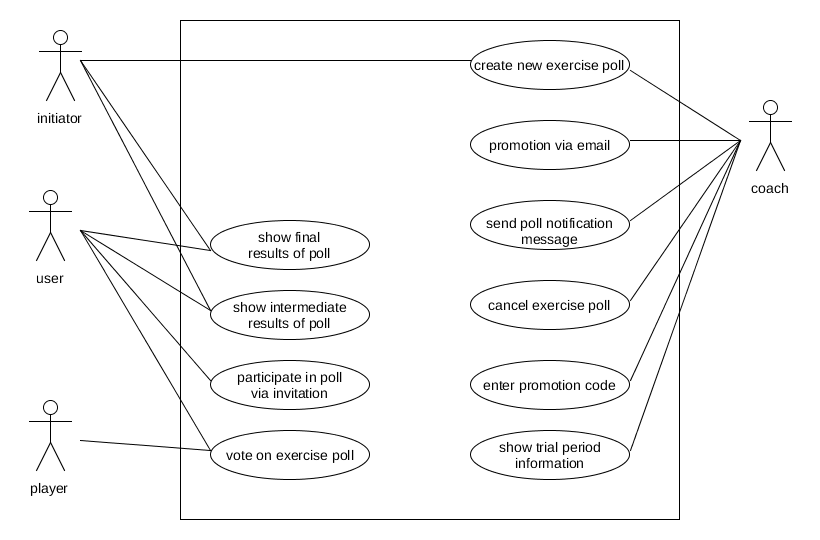 initiator
user
player
show final
results of poll
show intermediate
results of poll
participate in poll
via invitation
vote on exercise poll
create new exercise poll
promotion via email
send poll notification
message
cancel exercise poll
enter promotion code
show trial period
information
coach